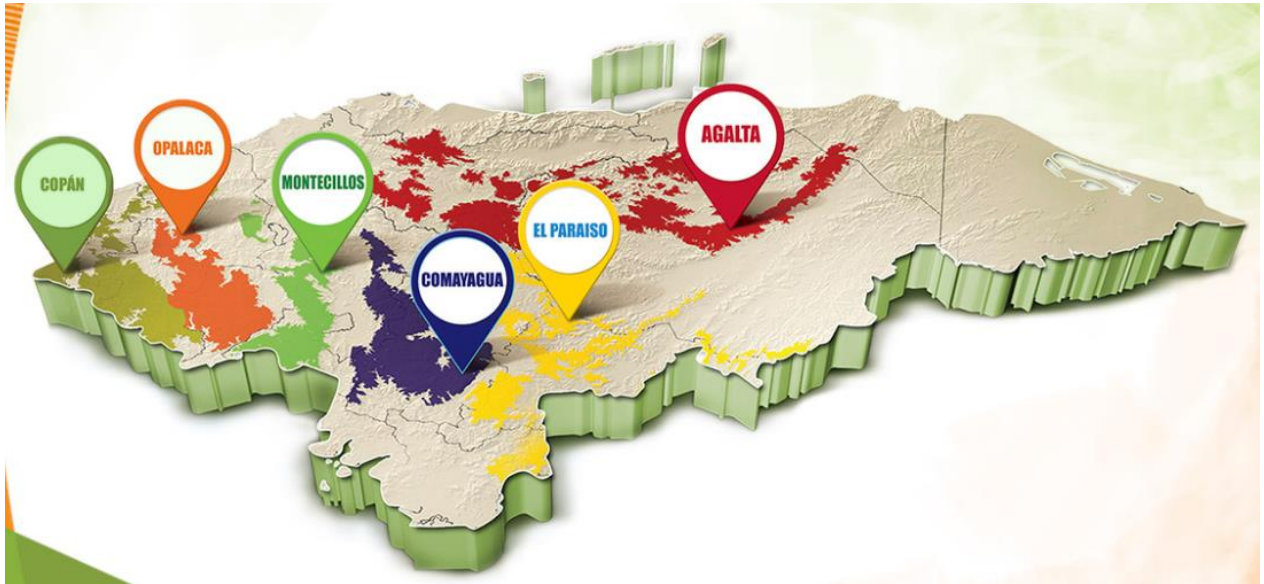 COPÁN
OPALACA
MONTECILLOS
COMAYAGUA
EL PARAISO
AGALTA